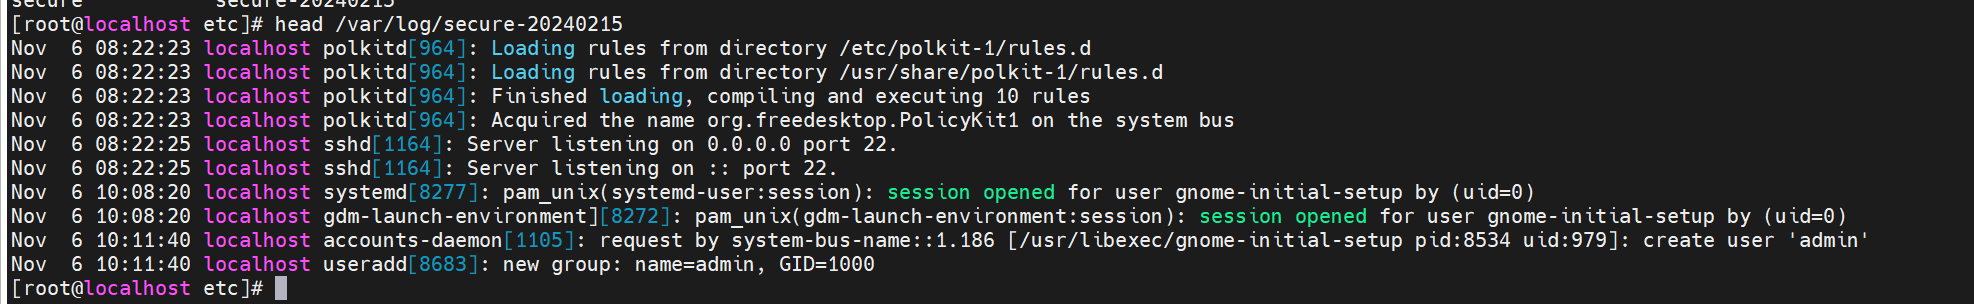 secure           secure-20240215
[root@localhost etc]# head /var/log/secure-20240215
Nov  6 08:22:23 localhost polkitd[964]: Loading rules from directory /etc/polkit-1/rules.d
Nov  6 08:22:23 localhost polkitd[964]: Loading rules from directory /usr/share/polkit-1/rules.d
Nov  6 08:22:23 localhost polkitd[964]: Finished loading, compiling and executing 10 rules
Nov  6 08:22:23 localhost polkitd[964]: Acquired the name org.freedesktop.PolicyKit1 on the system bus
Nov  6 08:22:25 localhost sshd[1164]: Server listening on 0.0.0.0 port 22.
Nov  6 08:22:25 localhost sshd[1164]: Server listening on :: port 22.
Nov  6 10:08:20 localhost systemd[8277]: pam_unix(systemd-user:session): session opened for user gnome-initial-setup by (uid=0)
Nov  6 10:08:20 localhost gdm-launch-environment][8272]: pam_unix(gdm-launch-environment:session): session opened for user gnome-initial-setup by (uid=0)
Nov  6 10:11:40 localhost accounts-daemon[1105]: request by system-bus-name::1.186 [/usr/libexec/gnome-initial-setup pid:8534 uid:979]: create user 'admin'
Nov  6 10:11:40 localhost useradd[8683]: new group: name=admin, GID=1000
[root@localhost etc]#